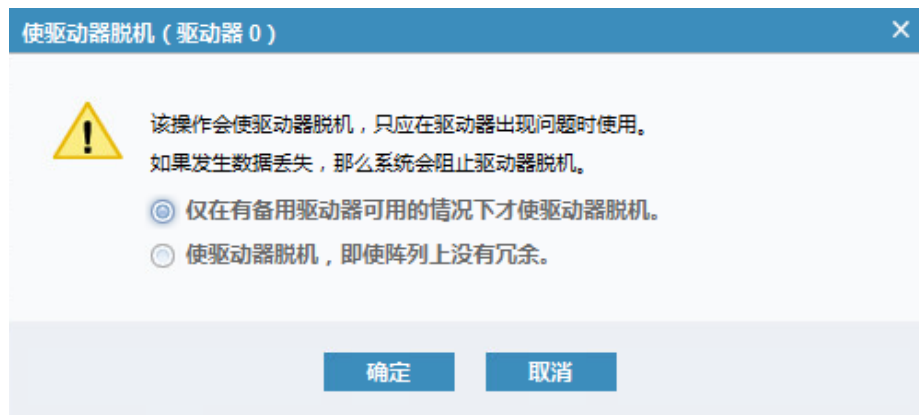 使驱动器脱机（驱动器 0）
该操作会使驱动器脱机，只应在驱动器出现问题时使用。
如果发生数据丢失，那么系统会阻止驱动器脱机。
仅在有备用驱动器可用的情况下才使驱动器脱机。
使驱动器脱机，即使阵列上没有冗余。
确定 取消